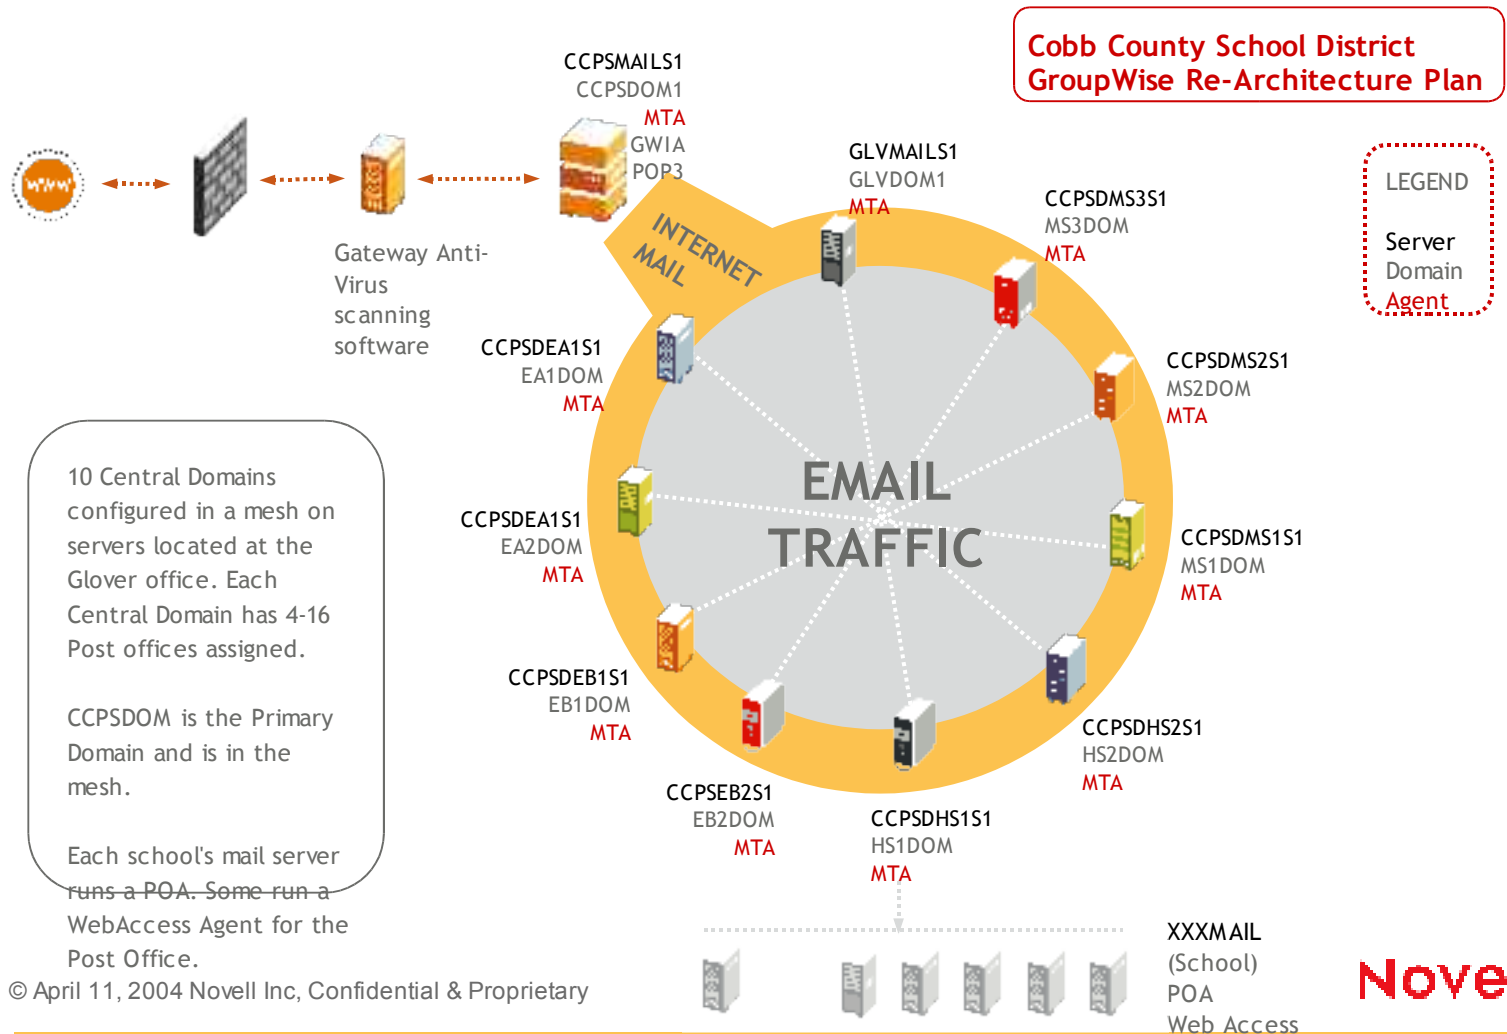 Cobb County School District
GroupWise Re-Architecture Plan
CCPSMAILS1
CCPSDOM1
MTA
GWIA
POP3
www
Gateway Anti-
Virus
scanning
software
INTERNET
MAIL
GLVMAILS1
GLVDOM1
MTA
CCPSDMS3S1
MS3DOM
MTA
LEGEND
Server
Domain
Agent
CCPSDEA1S1
EA1DOM
MTA
CCPSDMS2S1
MS2DOM
MTA
EMAIL
TRAFFIC
CCPSDEA1S1
EA2DOM
MTA
CCPSDMS1S1
MS1DOM
MTA
CCPSDEB1S1
EB1DOM
MTA
CCPSDHS2S1
HS2DOM
MTA
CCPSEB2S1
EB2DOM
MTA
CCPSDHS1S1
HS1DOM
MTA
10 Central Domains
configured in a mesh on
servers located at the
Glover office. Each
Central Domain has 4-16
Post offices assigned.
CCPSDOM is the Primary
Domain and is in the
mesh.
Each school's mail server
runs a POA. Some run a
WebAccess Agent for the
Post Office.
XXXMAIL
(School)
POA
Web Access
© April 11, 2004 Novell Inc, Confidential & Proprietary
Nove